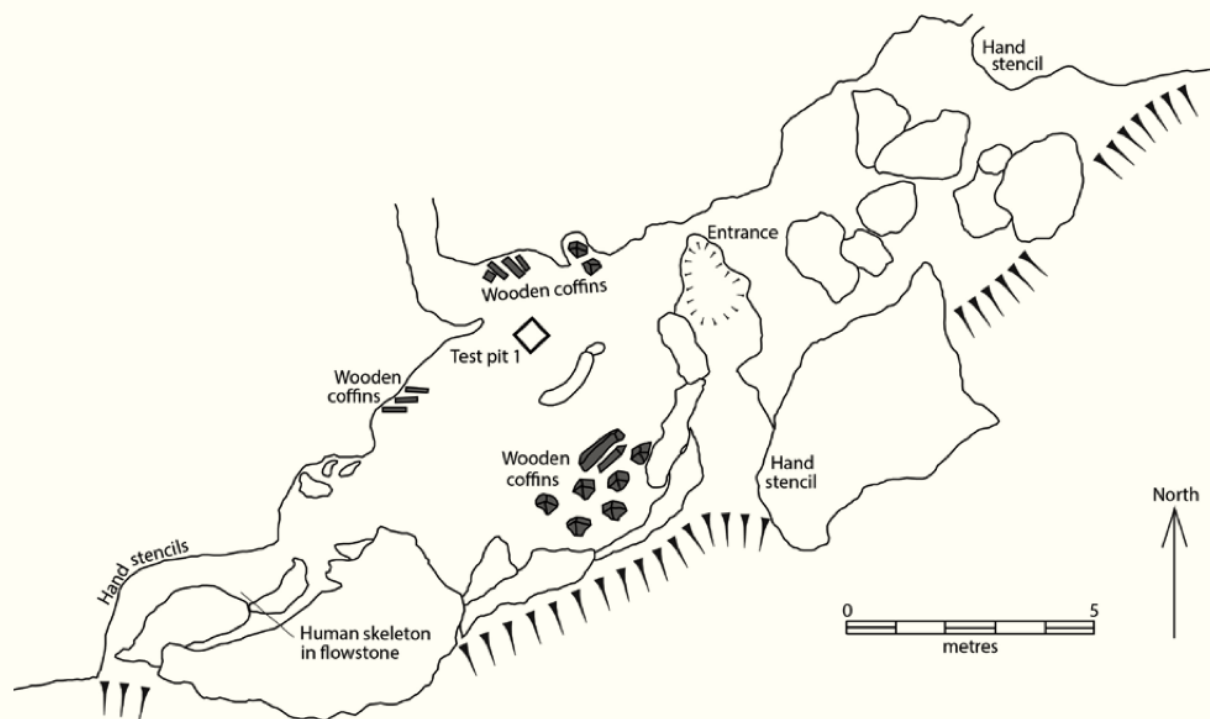 Hand
stencil
Entrance
Wooden coffins
Test pit 1
Wooden
coffins
Wooden
coffins
Hand
stencil
North
Hand stencils
0 5
metres
Human skeleton
in flowstone